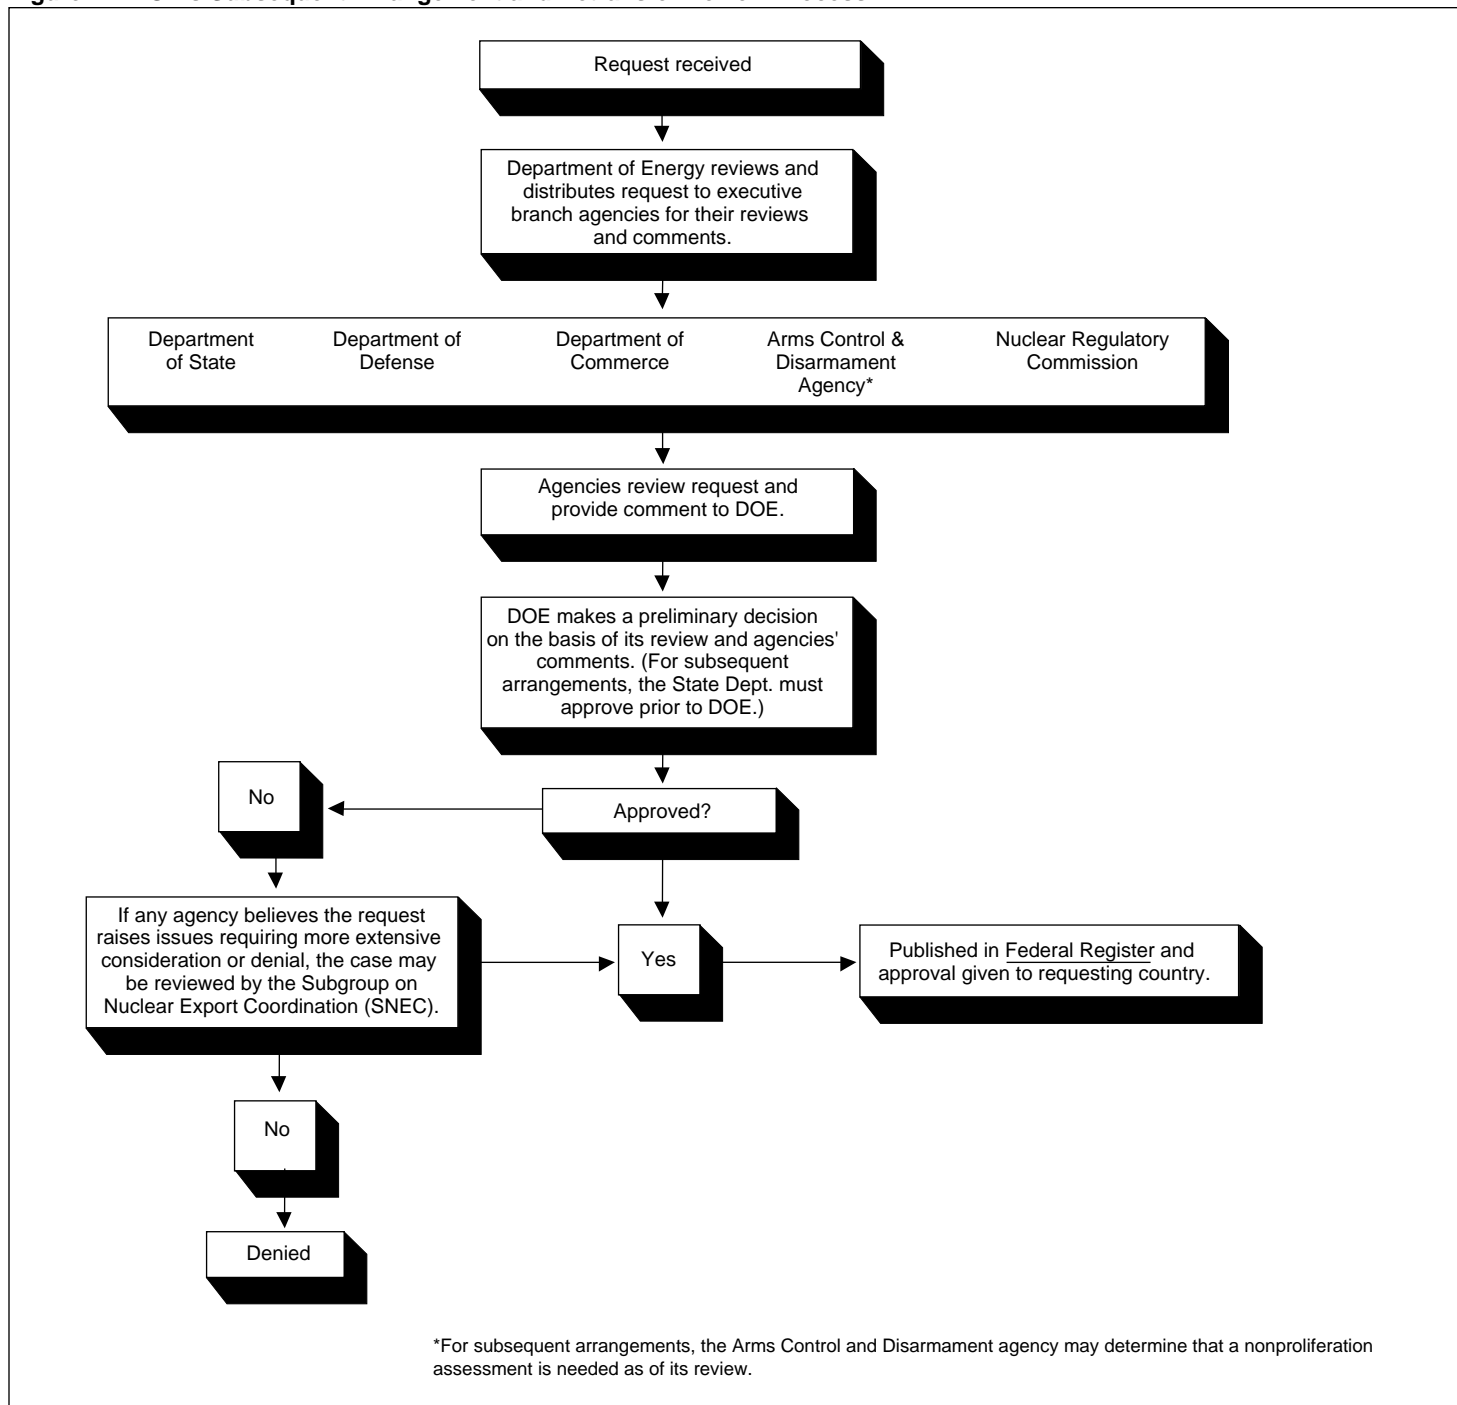 Request received
Department of Energy reviews and
distributes request to executive
branch agencies for their reviews
and comments.
Department
of State
Department of
Defense
Department of
Commerce
Arms Control &
Disarmament
Agency*
Nuclear Regulatory
Commission
Agencies review request and
provide comment to DOE.
DOE makes a preliminary decision
on the basis of its review and agencies'
comments. (For subsequent
arrangements, the State Dept. must
approve prior to DOE.)
No
Approved?
If any agency believes the request
raises issues requiring more extensive
consideration or denial, the case may
be reviewed by the Subgroup on
Nuclear Export Coordination (SNEC).
Yes
Published in Federal Register and
approval given to requesting country.
No
Denied
*For subsequent arrangements, the Arms Control and Disarmament agency may determine that a nonproliferation
assessment is needed as of its review.